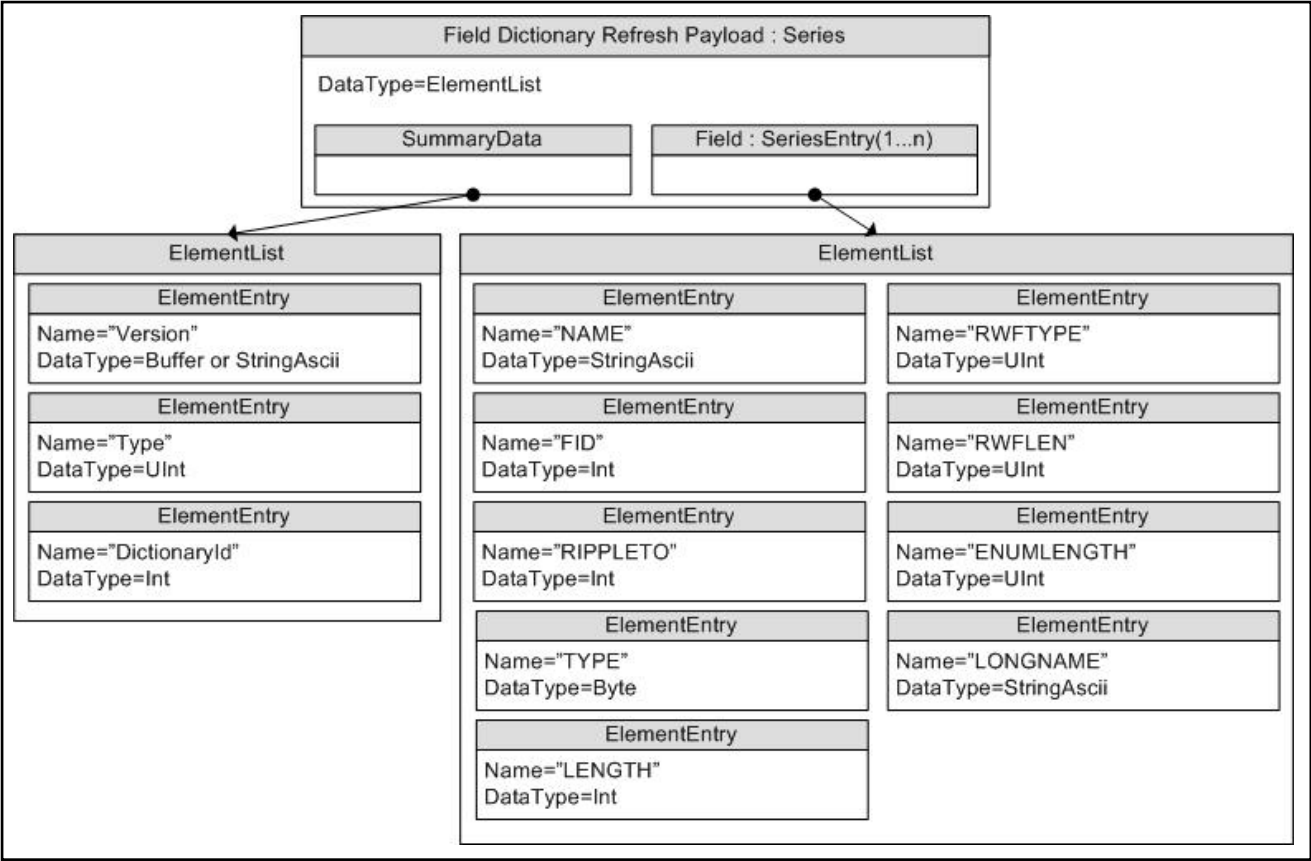 Field Dictionary Refresh Payload : Series
DataType=ElementList
SummaryData
Field : SeriesEntry(1...n)
ElementList
ElementEntry
Name=”Version”
DataType=Buffer or StringAscii
ElementEntry
Name=”Type”
DataType=UInt
ElementEntry
Name=”DictionaryId”
DataType=Int
ElementList
ElementEntry
Name=”NAME”
DataType=StringAscii
ElementEntry
Name=”FID”
DataType=Int
ElementEntry
Name=”RIPPLETO”
DataType=Int
ElementEntry
Name=”TYPE”
DataType=Byte
ElementEntry
Name=”LENGTH”
DataType=Int
ElementEntry
Name=”RWFTYPE”
DataType=UInt
ElementEntry
Name=”RWFLEN”
DataType=UInt
ElementEntry
Name=”ENUMLENGTH”
DataType=UInt
ElementEntry
Name=”LONGNAME”
DataType=StringAscii